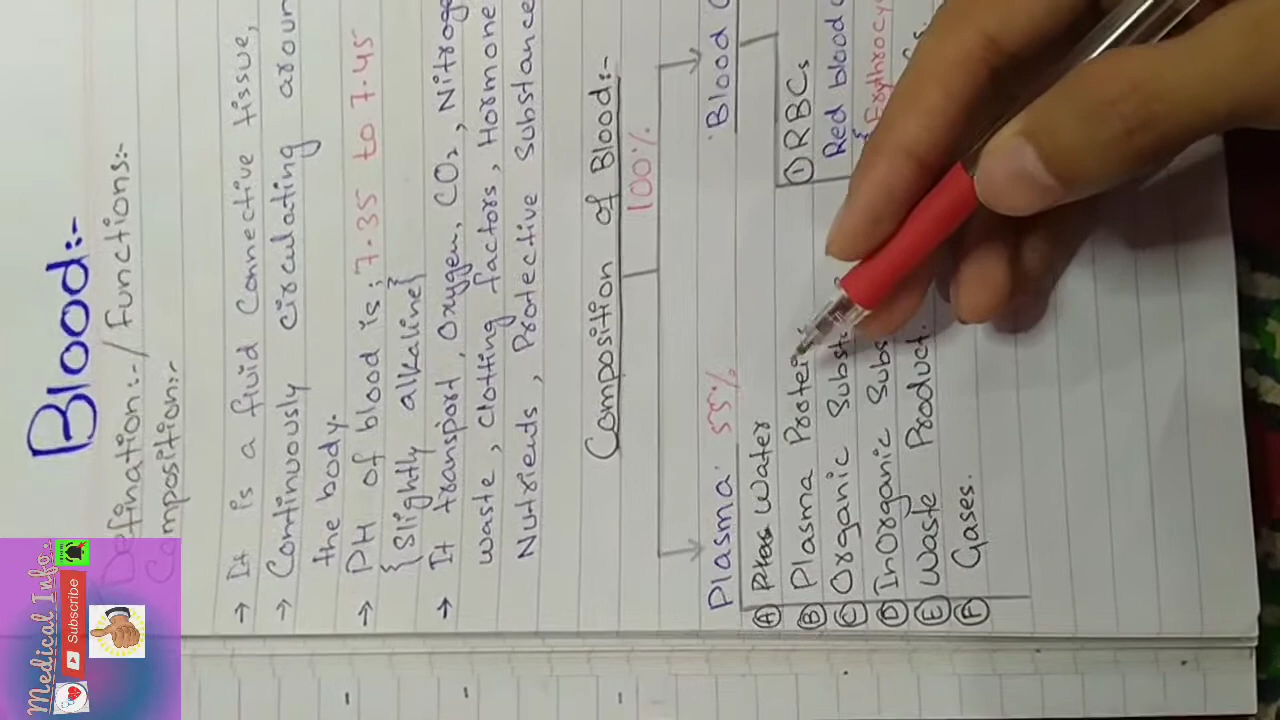 Blood:-
Defination:-/ functions:-
Composition:-
→ It is a fluid Connective tissue,
→ Continuously circulating aroun
the body.
→ PH of blood is; 7.35 to 7.45
{Slightly alkaline}
→ It transport, Oxygen, CO₂, Nitroge
waste, clotting factors, Hormone
Nutrieds, Protective Substance
Composition of Blood:-
100%
Plasma 55%
Blood
Ⓐ Water
Ⓑ Plasma Protein
Ⓒ Organic Subst
Ⓓ InOrganic Subs
Ⓔ Waste Product.
Ⓕ Gases.
① RBCs
Red blood
Erythrocy
Medical Info:
Subscribe